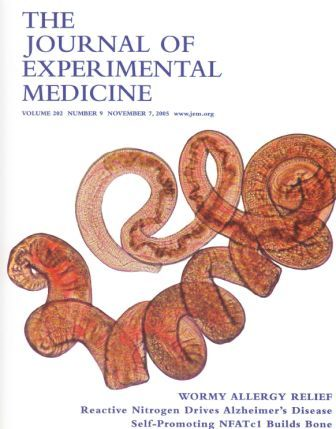 THE
JOURNAL OF
EXPERIMENTAL
MEDICINE
VOLUME 202 NUMBER 9 NOVEMBER 7, 2005 www.jem.org
WORMY ALLERGY RELIEF
Reactive Nitrogen Drives Alzheimer's Disease
Self-Promoting NFATc1 Builds Bone